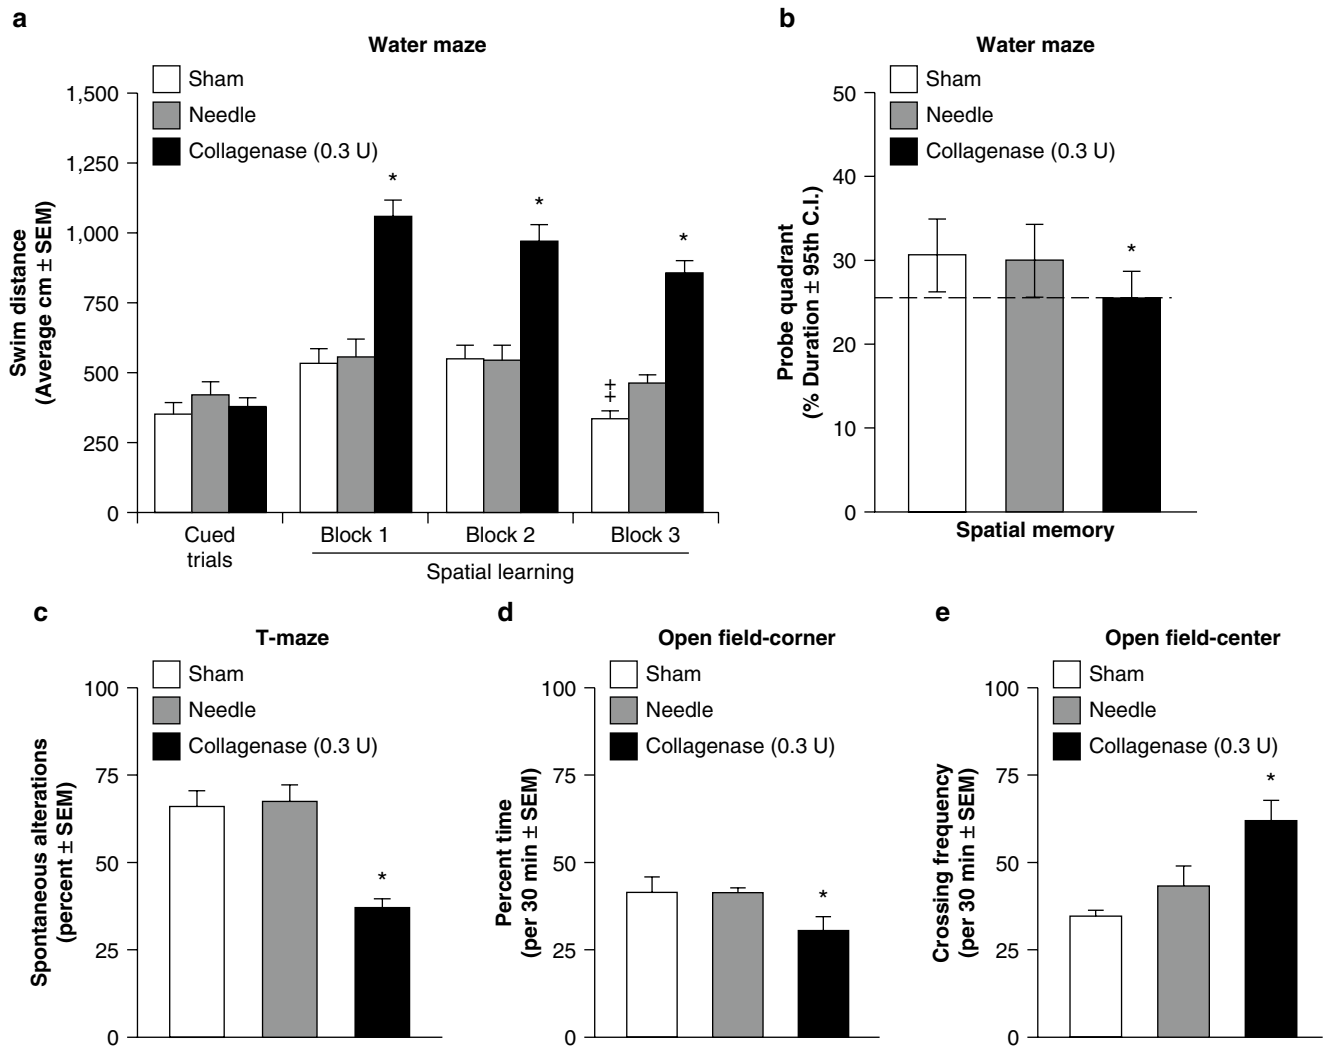 a
Water maze
Sham
Needle
Collagenase (0.3 U)
Swim distance
(Average cm ± SEM)
1,500
1,250
1,000
750
500
250
0
*
*
*
‡
Cued
trials
Block 1
Block 2
Block 3
Spatial learning
b
Water maze
Sham
Needle
Collagenase (0.3 U)
Probe quadrant
(% Duration ± 95th C.I.)
50
40
30
20
10
0
*
Spatial memory
c
T-maze
Sham
Needle
Collagenase (0.3 U)
Spontaneous alterations
(percent ± SEM)
100
75
50
25
0
*
d
Open field-corner
Sham
Needle
Collagenase (0.3 U)
Percent time
(per 30 min ± SEM)
100
75
50
25
0
*
e
Open field-center
Sham
Needle
Collagenase (0.3 U)
Crossing frequency
(per 30 min ± SEM)
100
75
50
25
0
*